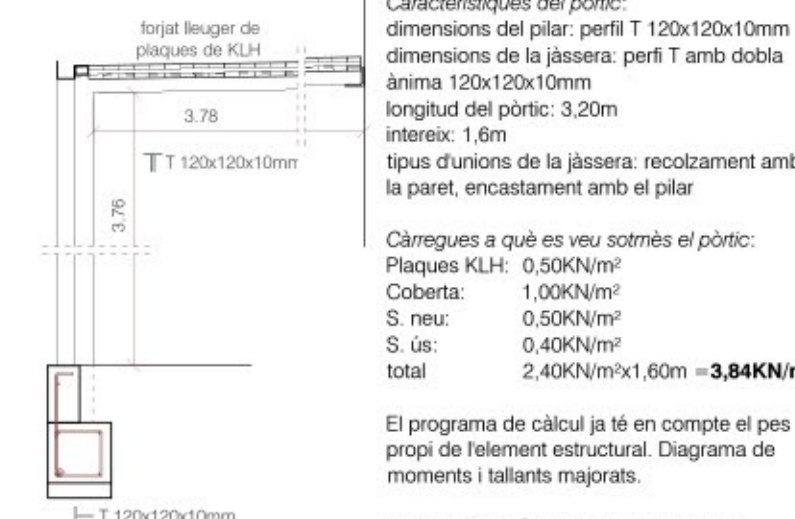 forjat lleuger de
plaques de KLH
3.78
T 120x120x10mm
3.76
T 120x120x10mm
Característiques del pòrtic:
dimensions del pilar: perfil T 120x120x10mm
dimensions de la jàssera: perfi T amb dobla
ànima 120x120x10mm
longitud del pòrtic: 3,20m
intereix: 1,6m
tipus d'unions de la jàssera: recolzament amb
la paret, encastament amb el pilar
Càrregues a què es veu sotmès el pòrtic:
Plaques KLH: 0,50KN/m²
Coberta: 1,00KN/m²
S. neu: 0,50KN/m²
S. ús: 0,40KN/m²
total 2,40KN/m²x1,60m =3,84KN/m
El programa de càlcul ja té en compte el pes
propi de l'element estructural. Diagrama de
moments i tallants majorats.